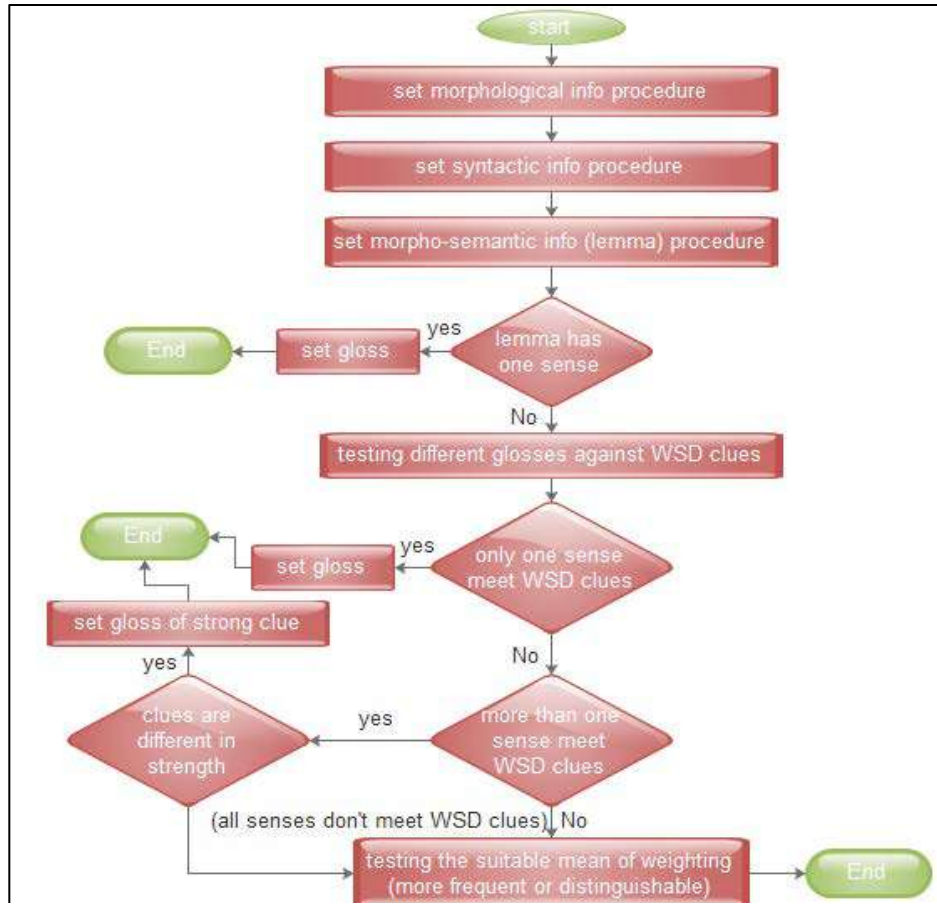 start
set morphological info procedure
set syntactic info procedure
set morpho-semantic info (lemma) procedure
lemma has
one sense
yes
set gloss
End
No
testing different glosses against WSD clues
only one sense
meet WSD clues
yes
set gloss
End
set gloss of strong clue
No
yes
more than one
sense meet
WSD clues
yes
clues are
different in
strength
(all senses don't meet WSD clues) No
testing the suitable mean of weighting
(more frequent or distinguishable)
End